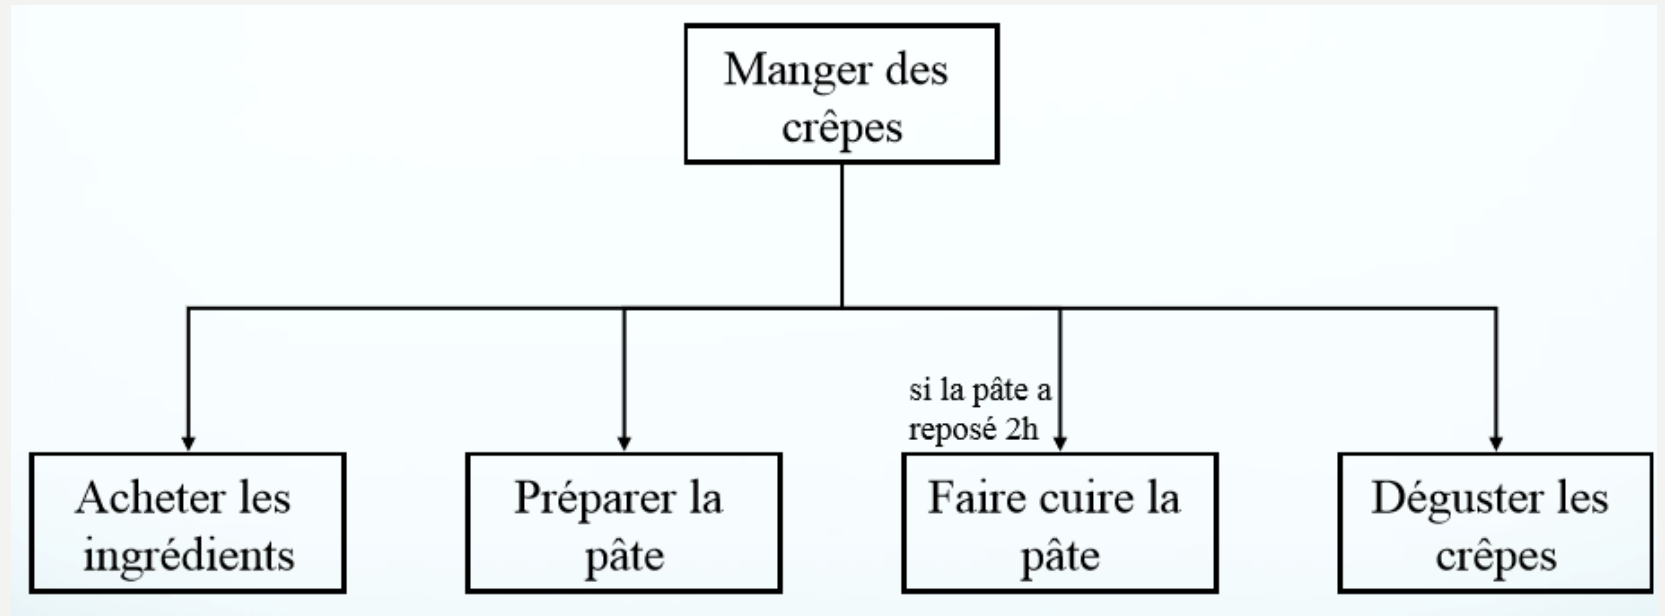 Manger des
crêpes
si la pâte a
reposé 2h
Acheter les
ingrédients
Préparer la
pâte
Faire cuire la
pâte
Déguster les
crêpes